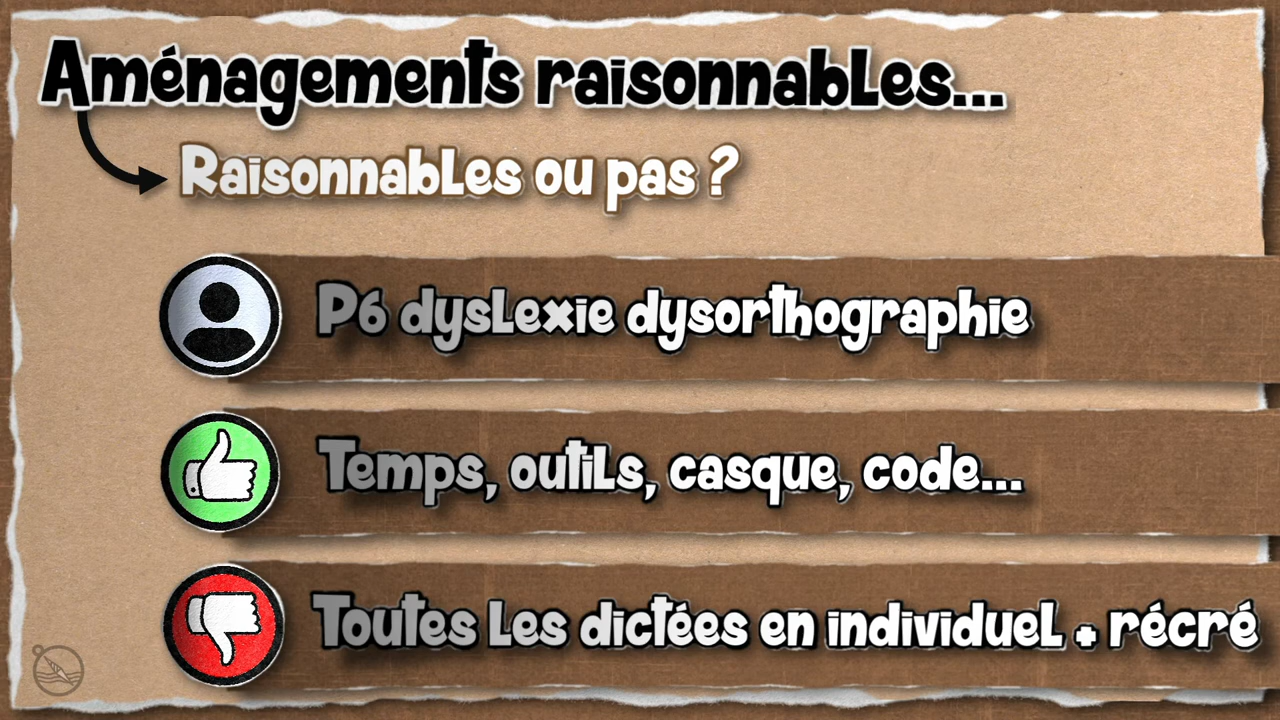 Aménagements raisonnables...
Raisonnables ou pas ?
P6 dyslexie dysorthographie
Temps, outils, casque, code...
Toutes les dictées en individuel + récré